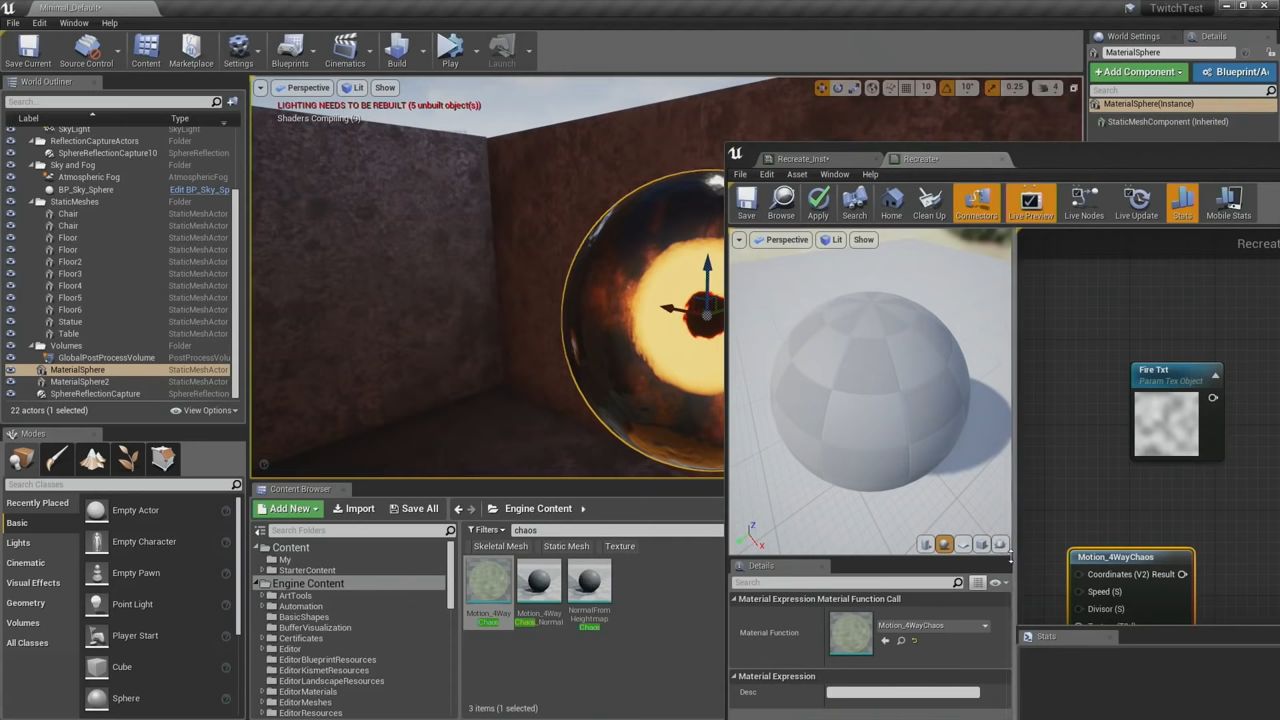 Minimal_Default*
TwitchTest
File
Edit
Window
Help
Save Current
Source Control
Content
Marketplace
Settings
Blueprints
Cinematics
Build
Play
Launch
World Settings
Details
MaterialSphere
+Add Component
Blueprint/A
Search
MaterialSphere(Instance)
StaticMeshComponent (Inherited)
World Outliner
Search...
Label
Type
SkyLight
ReflectionCaptureActors
Folder
SphereReflectionCapture10
SphereReflection
Sky and Fog
Folder
Atmospheric Fog
AtmosphericFog
BP_Sky_Sphere
Edit BP_Sky_Sp
StaticMeshes
Folder
Chair
StaticMeshActor
Chair
StaticMeshActor
Floor
StaticMeshActor
Floor
StaticMeshActor
Floor2
StaticMeshActor
Floor3
StaticMeshActor
Floor4
StaticMeshActor
Floor5
StaticMeshActor
Floor6
StaticMeshActor
Statue
StaticMeshActor
Table
StaticMeshActor
Volumes
Folder
GlobalPostProcessVolume
PostProcessVolu
MaterialSphere
StaticMeshActor
MaterialSphere2
StaticMeshActor
SphereReflectionCapture
SphereReflection
22 actors (1 selected)
View Options
Perspective
Lit
Show
10
10°
0.25
4
LIGHTING NEEDS TO BE REBUILT (5 unbuilt object(s))
Shaders Compiling (9)
Modes
Search Classes
Recently Placed
Basic
Lights
Cinematic
Visual Effects
Geometry
Volumes
All Classes
Empty Actor
Empty Character
Empty Pawn
Point Light
Player Start
Cube
Sphere
Content Browser
Add New
Import
Save All
Engine Content
Search Folders
Filters
chaos
Skeletal Mesh
Static Mesh
Texture
Content
My
StarterContent
Engine Content
ArtTools
Automation
BasicShapes
BufferVisualization
Certificates
Editor
EditorBlueprintResources
EditorKismetResources
EditorLandscapeResources
EditorMaterials
EditorMeshes
EditorResources
Motion_4Way
Chaos
Motion_4Way_
Chaos_Normal
NormalFrom
Heightmap
Chaos
3 items (1 selected)
Recreate_Inst*
Recreate*
File
Edit
Asset
Window
Help
Save
Browse
Apply
Search
Home
Clean Up
Connectors
Live Preview
Live Nodes
Live Update
Stats
Mobile Stats
Perspective
Lit
Show
Recreat
Fire Txt
Param Tex Object
Motion_4WayChaos
Coordinates (V2) Result
Speed (S)
Divisor (S)
Z
X
Details
Search
Material Expression Material Function Call
Material Function
Motion_4WayChaos
Material Expression
Desc
Stats